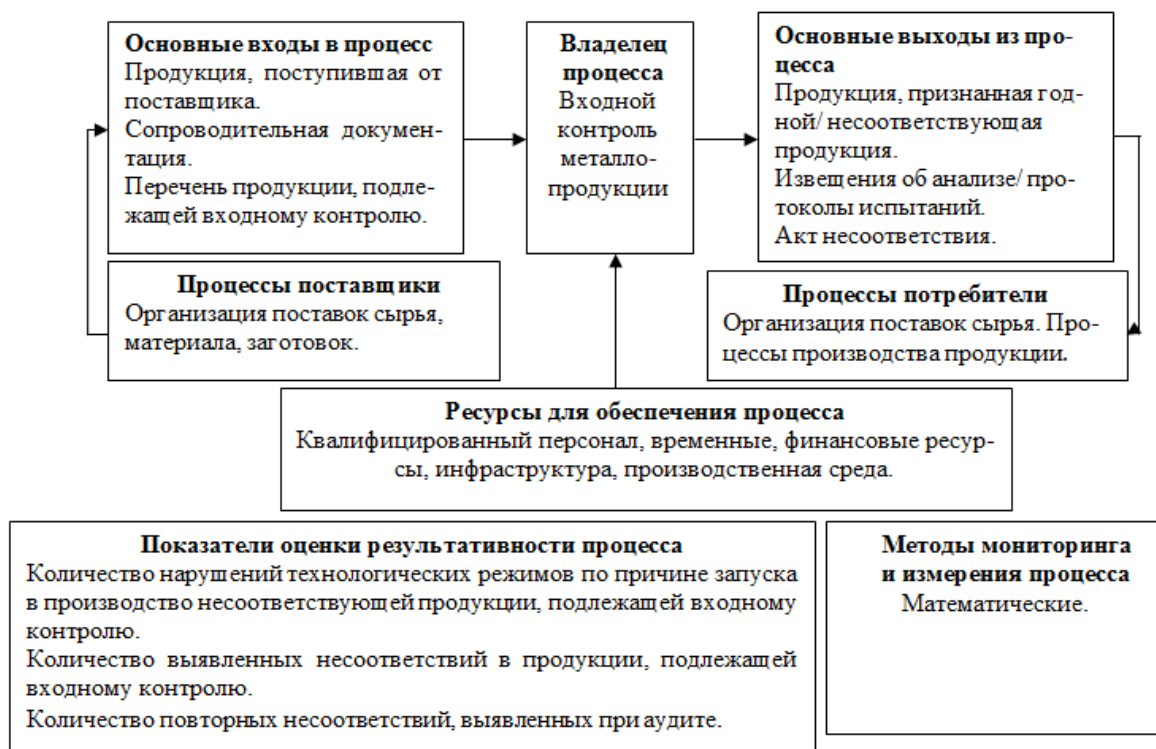 Основные входы в процесс
Продукция, поступившая от
поставщика.
Сопроводительная докумен-
тация.
Перечень продукции, подле-
жащей входному контролю.
Владелец
процесса
Входной
контроль
металло-
продукции
Основные выходы из про-
цесса
Продукция, признанная год-
ной/ несоответствующая
продукция.
Извещения об анализе/ про-
токолы испытаний.
Акт несоответствия.
Процессы поставщики
Организация поставок сырья,
материала, заготовок.
Процессы потребители
Организация поставок сырья. Про-
цессы производства продукции.
Ресурсы для обеспечения процесса
Квалифицированный персонал, временные, финансовые ресур-
сы, инфраструктура, производственная среда.
Показатели оценки результативности процесса
Количество нарушений технологических режимов по причине запуска
в производство несоответствующей продукции, подлежащей входному
контролю.
Количество выявленных несоответствий в продукции, подлежащей
входному контролю.
Количество повторных несоответствий, выявленных при аудите.
Методы мониторинга
и измерения процесса
Математические.